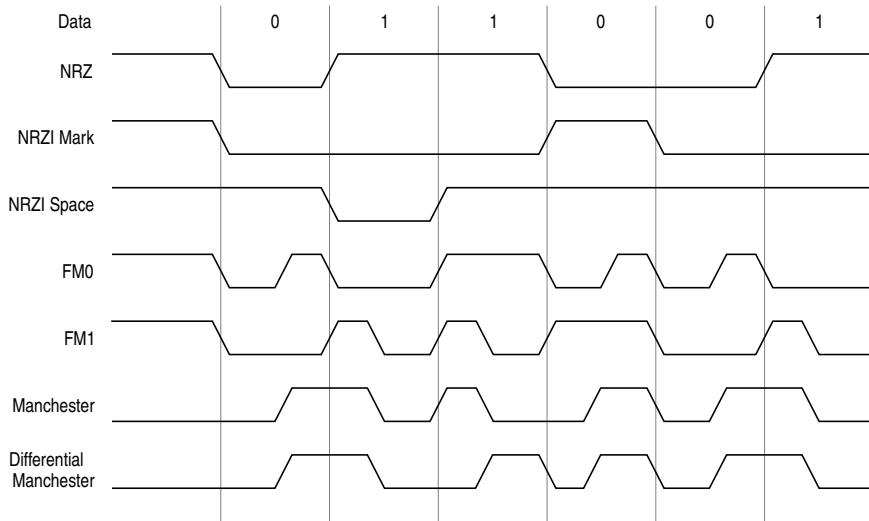 Data 0 1 1 0 0 1
NRZ
NRZI Mark
NRZI Space
FM0
FM1
Manchester
Differential
Manchester